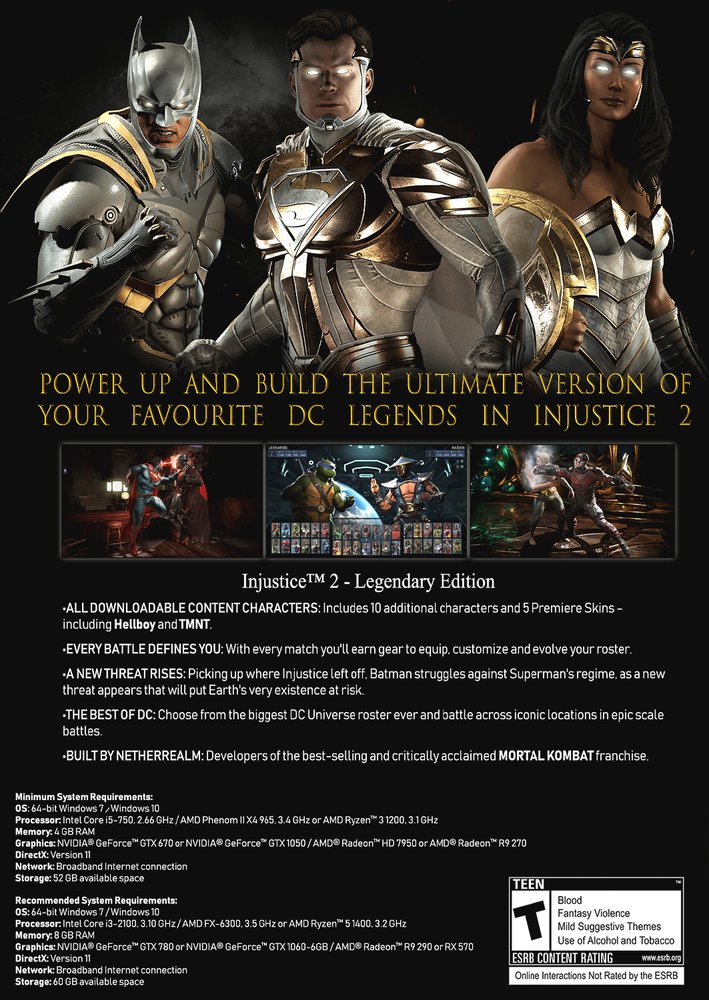 POWER UP AND BUILD THE ULTIMATE VERSION OF
YOUR FAVOURITE DC LEGENDS IN INJUSTICE 2
LEONARDO
RAIDEN
Injustice™ 2 - Legendary Edition
•ALL DOWNLOADABLE CONTENT CHARACTERS: Includes 10 additional characters and 5 Premiere Skins –
including Hellboy and TMNT.
•EVERY BATTLE DEFINES YOU: With every match you'll earn gear to equip, customize and evolve your roster.
•A NEW THREAT RISES: Picking up where Injustice left off, Batman struggles against Superman's regime, as a new
threat appears that will put Earth's very existence at risk.
•THE BEST OF DC: Choose from the biggest DC Universe roster ever and battle across iconic locations in epic scale
battles.
•BUILT BY NETHERREALM: Developers of the best-selling and critically acclaimed MORTAL KOMBAT franchise.
Minimum System Requirements:
OS: 64-bit Windows 7 / Windows 10
Processor: Intel Core i5-750, 2.66 GHz / AMD Phenom II X4 965, 3.4 GHz or AMD Ryzen™ 3 1200, 3.1 GHz
Memory: 4 GB RAM
Graphics: NVIDIA® GeForce™ GTX 670 or NVIDIA® GeForce™ GTX 1050 / AMD® Radeon™ HD 7950 or AMD® Radeon™ R9 270
DirectX: Version 11
Network: Broadband Internet connection
Storage: 52 GB available space
Recommended System Requirements:
OS: 64-bit Windows 7 / Windows 10
Processor: Intel Core i3-2100, 3.10 GHz / AMD FX-6300, 3.5 GHz or AMD Ryzen™ 5 1400, 3.2 GHz
Memory: 8 GB RAM
Graphics: NVIDIA® GeForce™ GTX 780 or NVIDIA® GeForce™ GTX 1060-6GB / AMD® Radeon™ R9 290 or RX 570
DirectX: Version 11
Network: Broadband Internet connection
Storage: 60 GB available space
TEEN ™
T
Blood
Fantasy Violence
Mild Suggestive Themes
Use of Alcohol and Tobacco
ESRB CONTENT RATING www.esrb.org
Online Interactions Not Rated by the ESRB